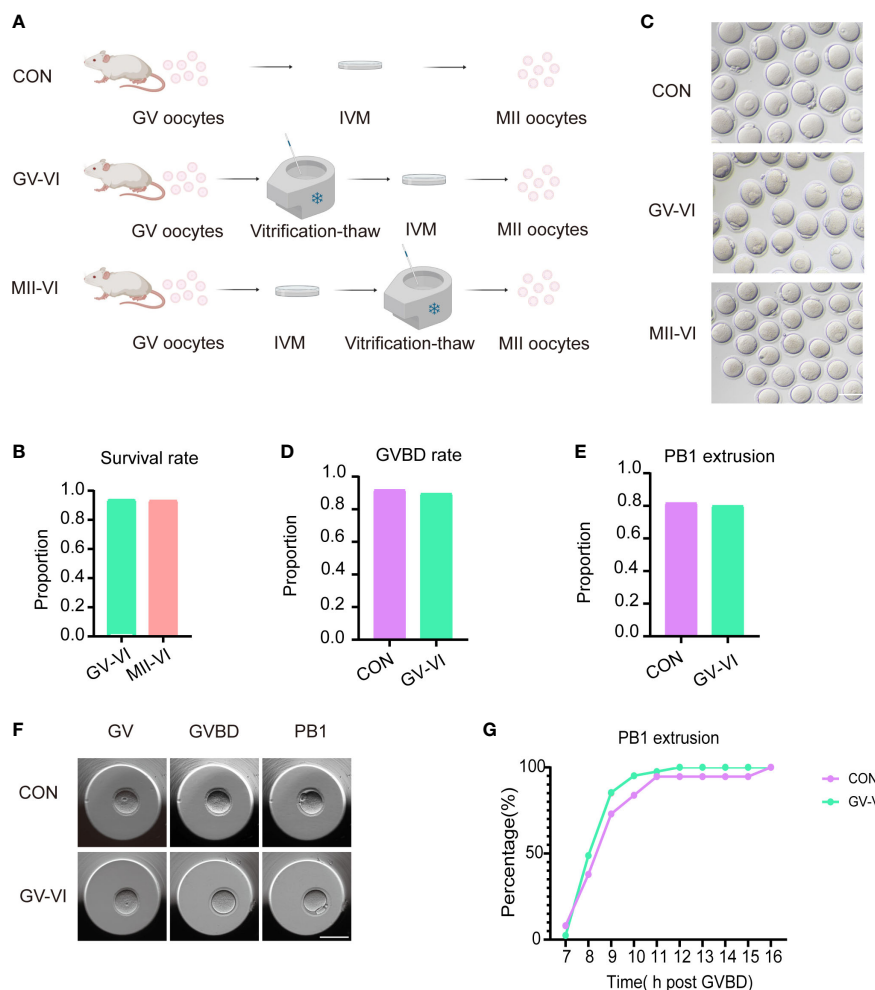 A
CON
GV oocytes
IVM
MII oocytes
GV-VI
GV oocytes
Vitrification-thaw
IVM
MII oocytes
MII-VI
GV oocytes
IVM
Vitrification-thaw
MII oocytes
C
CON
GV-VI
MII-VI
B
Survival rate
Proportion
1.0
0.8
0.6
0.4
0.2
0.0
GV-VI
MII-VI
D
GVBD rate
Proportion
1.0
0.8
0.6
0.4
0.2
0.0
CON
GV-VI
E
PB1 extrusion
Proportion
1.0
0.8
0.6
0.4
0.2
0.0
CON
GV-VI
F
GV GVBD PB1
CON
GV-VI
G
PB1 extrusion
Percentage(%)
100
50
0
7 8 9 10 11 12 13 14 15 16
Time( h post GVBD)
CON